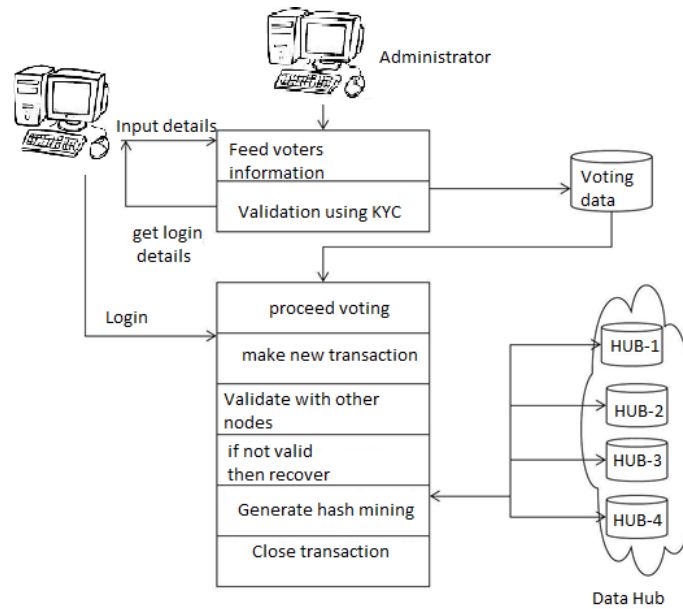 Administrator
Input details
Feed voters
information
Validation using KYC
Voting
data
get login
details
Login
proceed voting
make new transaction
Validate with other
nodes
if not valid
then recover
Generate hash mining
Close transaction
HUB-1
HUB-2
HUB-3
HUB-4
Data Hub